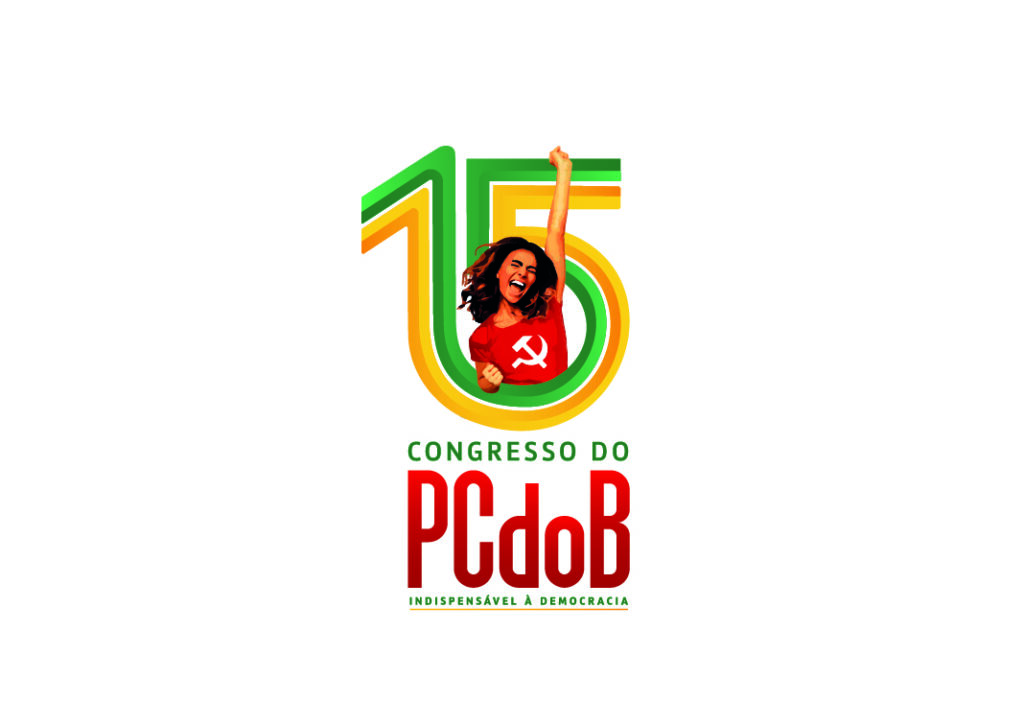 15
CONGRESSO DO
PCdoB
INDISPENSÁVEL À DEMOCRACIA